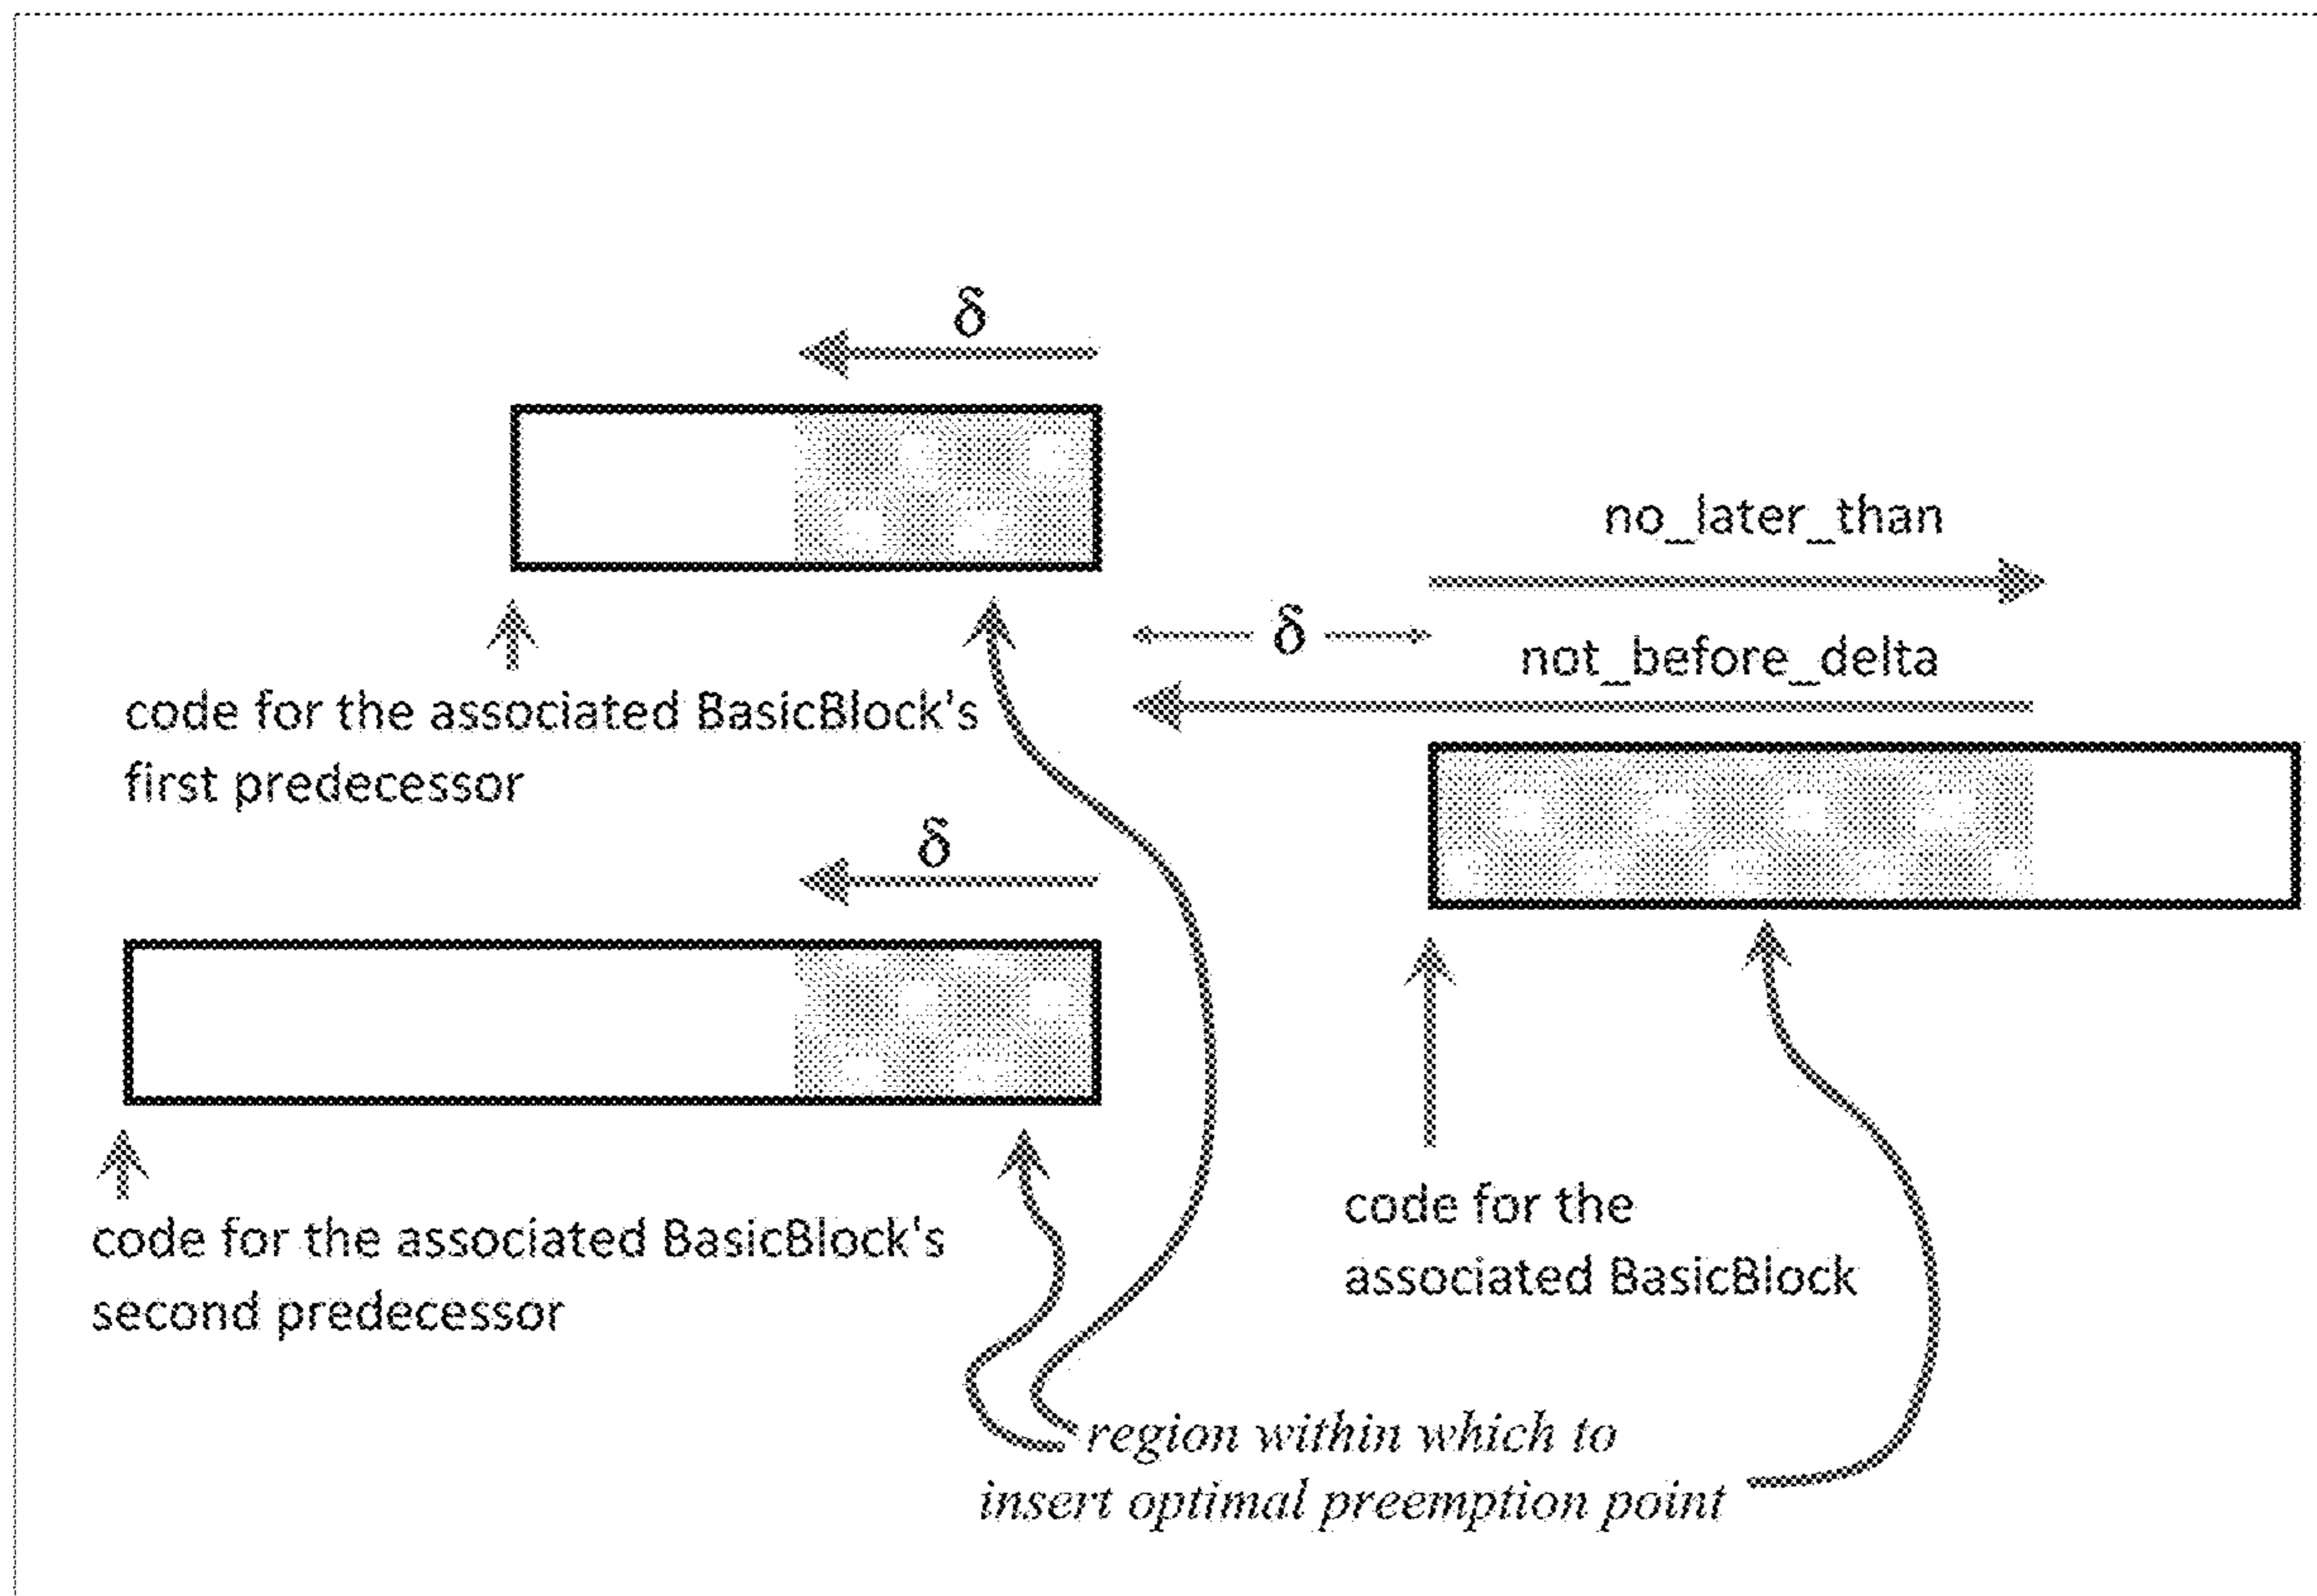 δ
no_later_than
δ
not_before_delta
code for the associated BasicBlock's
first predecessor
δ
code for the associated BasicBlock's
second predecessor
code for the
associated BasicBlock
region within which to
insert optimal preemption point